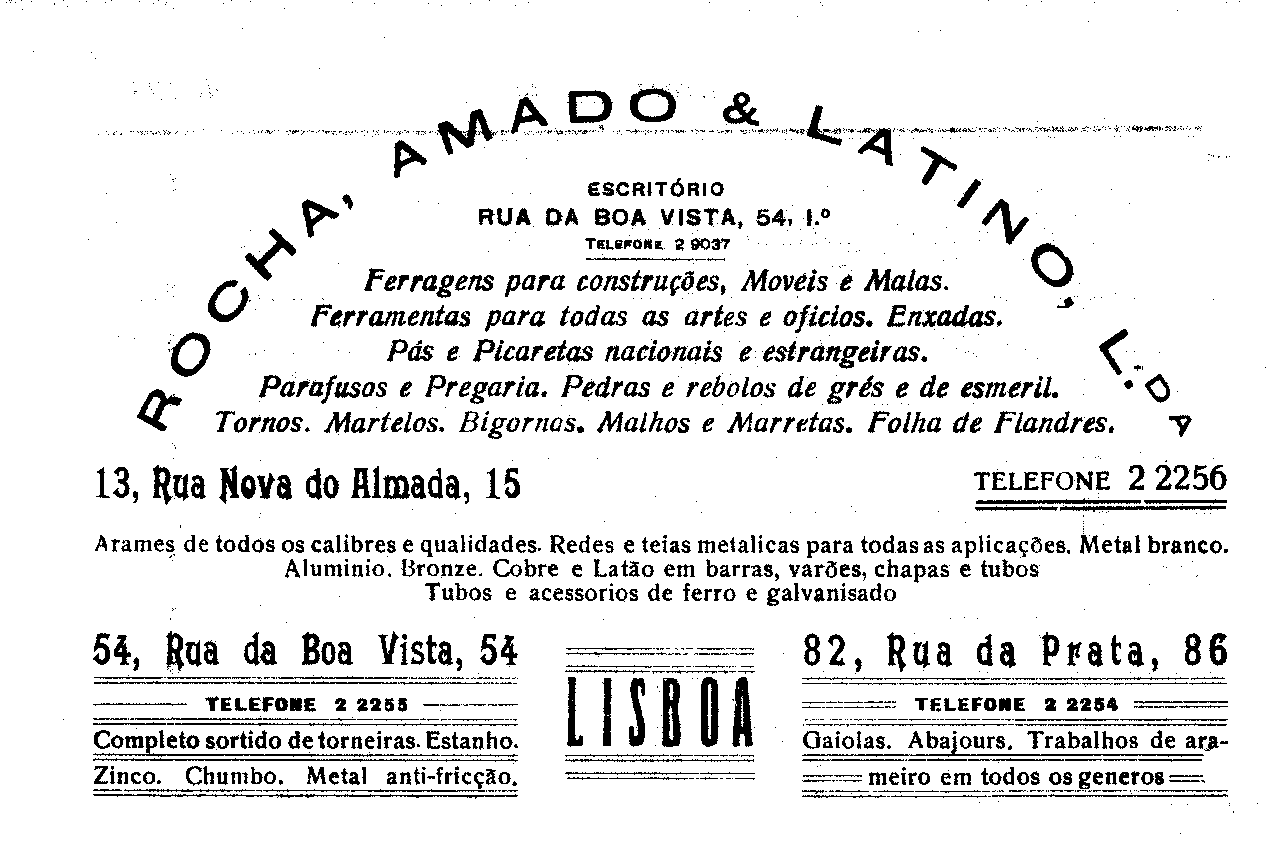 ROCHA, AMADO & LATINO, L.DA
ESCRITÓRIO
RUA DA BOA VISTA, 54, 1.º
TELEFONE 2 9037
Ferragens para construções, Moveis e Malas.
Ferramentas para todas as artes e oficios. Enxadas.
Pás e Picaretas nacionais e estrangeiras.
Parafusos e Pregaria. Pedras e rebolos de grés e de esmeril.
Tornos. Martelos. Bigornas. Malhos e Marretas. Folha de Flandres.
13, Rua Nova do Almada, 15
TELEFONE 2 2256
Arames de todos os calibres e qualidades. Redes e teias metalicas para todas as aplicações. Metal branco.
Aluminio. Bronze. Cobre e Latão em barras, varões, chapas e tubos
Tubos e acessorios de ferro e galvanisado
54, Rua da Boa Vista, 54
TELEFONE 2 2255
Completo sortido de torneiras. Estanho.
Zinco. Chumbo. Metal anti-fricção.
LISBOA
82, Rua da Prata, 86
TELEFONE 2 2254
Gaiolas. Abajours. Trabalhos de ara-
meiro em todos os generos